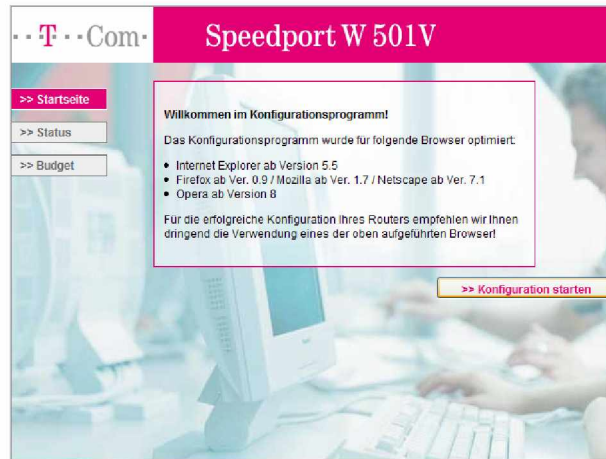 ··T··Com·
Speedport W 501V
>> Startseite
>> Status
>> Budget
Willkommen im Konfigurationsprogramm!
Das Konfigurationsprogramm wurde für folgende Browser optimiert:
• Internet Explorer ab Version 5.5
• Firefox ab Ver. 0.9 / Mozilla ab Ver. 1.7 / Netscape ab Ver. 7.1
• Opera ab Version 8
Für die erfolgreiche Konfiguration Ihres Routers empfehlen wir Ihnen
dringend die Verwendung eines der oben aufgeführten Browser!
>> Konfiguration starten